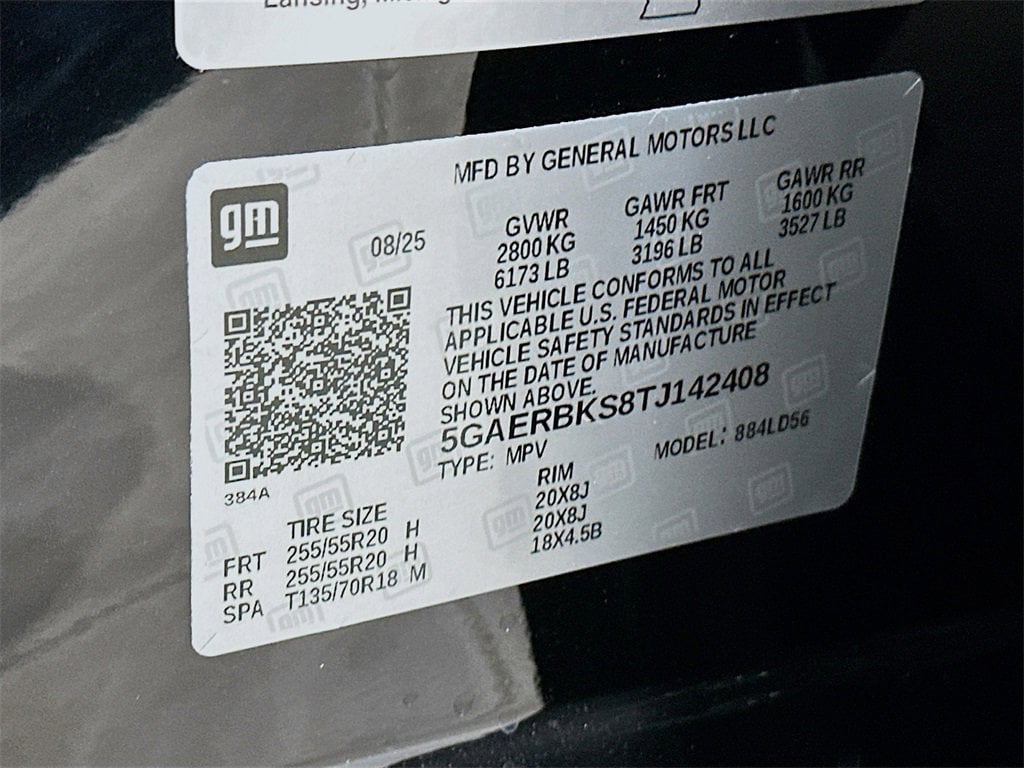 Lansing,
gm
MFD BY GENERAL MOTORS LLC
08/25
GVWR GAWR FRT GAWR RR
2800 KG 1450 KG 1600 KG
6173 LB 3196 LB 3527 LB
THIS VEHICLE CONFORMS TO ALL
APPLICABLE U.S. FEDERAL MOTOR
VEHICLE SAFETY STANDARDS IN EFFECT
ON THE DATE OF MANUFACTURE
SHOWN ABOVE.
5GAERBKS8TJ142408
TYPE: MPV MODEL: 884LD56
384A
TIRE SIZE RIM
FRT 255/55R20 H 20X8J
RR 255/55R20 H 20X8J
SPA T135/70R18 M 18X4.5B